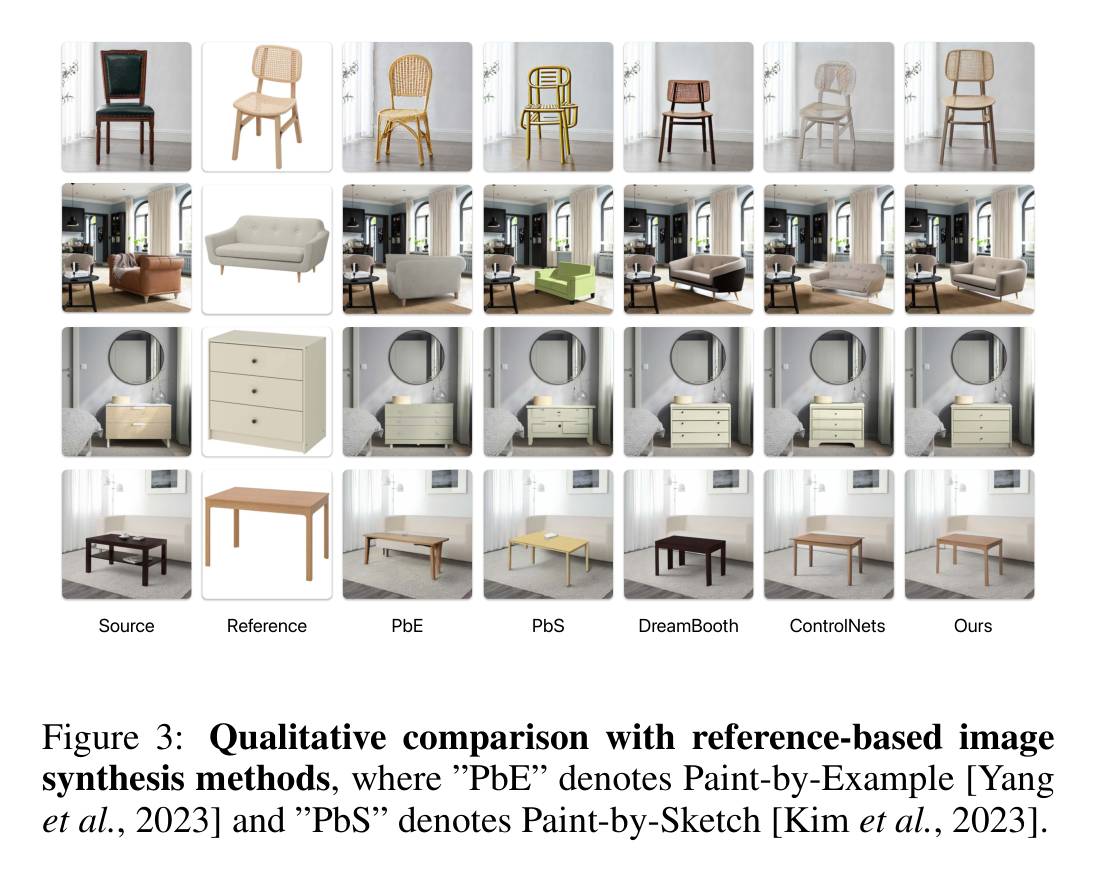 Source Reference PbE PbS DreamBooth ControlNets Ours
Figure 3: Qualitative comparison with reference-based image
synthesis methods, where ”PbE” denotes Paint-by-Example [Yang
et al., 2023] and ”PbS” denotes Paint-by-Sketch [Kim et al., 2023].